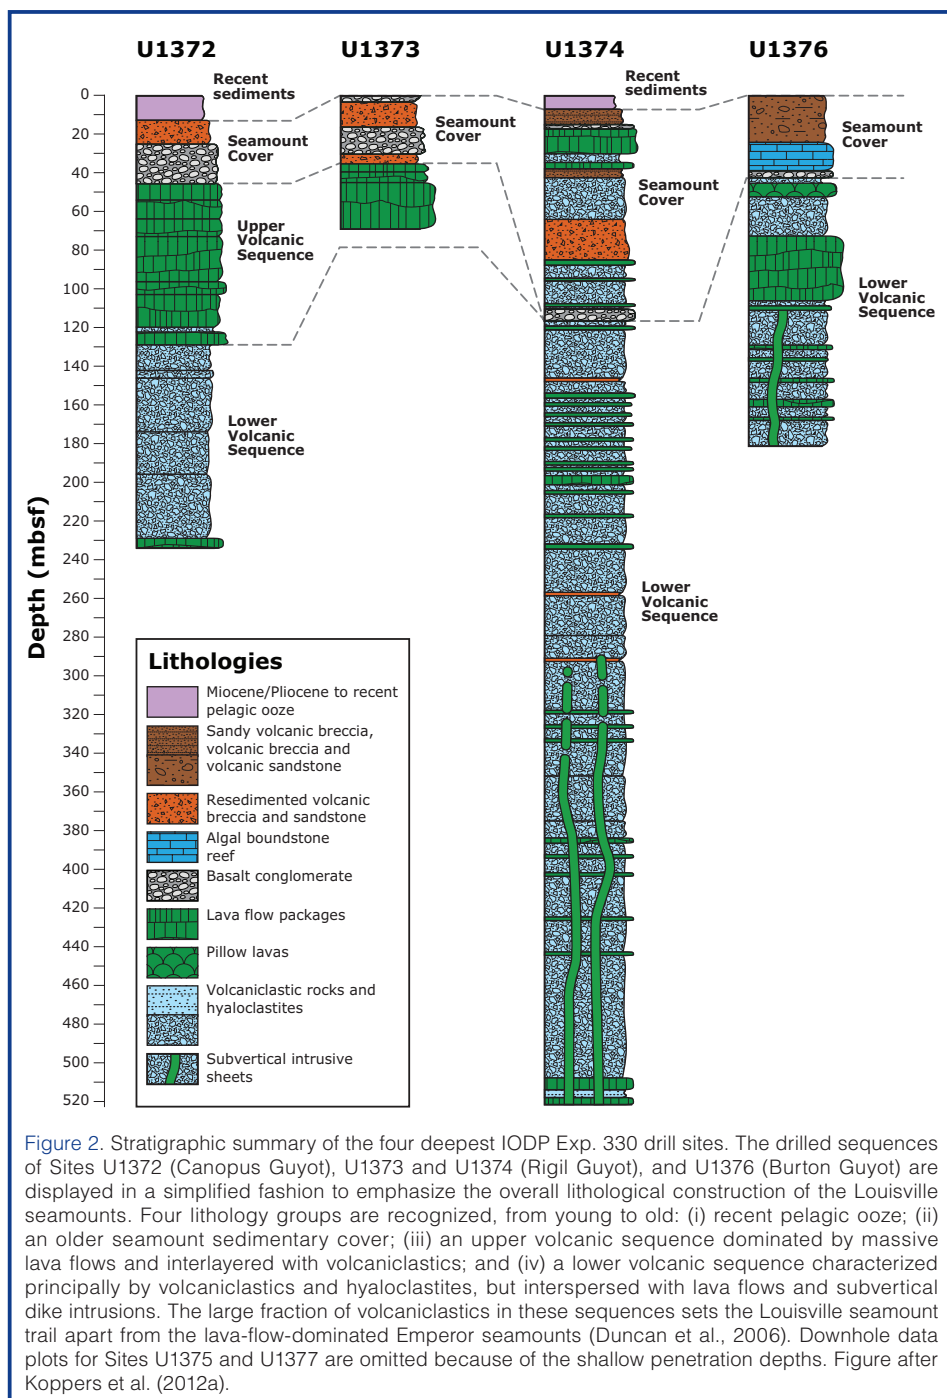 U1372
U1373
U1374
U1376
Recent
sediments
Seamount
Cover
Upper
Volcanic
Sequence
Lower
Volcanic
Sequence
Seamount
Cover
Recent
sediments
Seamount
Cover
Lower
Volcanic
Sequence
Seamount
Cover
Lower
Volcanic
Sequence
Depth (mbsf)
0
20
40
60
80
100
120
140
160
180
200
220
240
260
280
300
320
340
360
380
400
420
440
460
480
500
520
Lithologies
Miocene/Pliocene to recent
pelagic ooze
Sandy volcanic breccia,
volcanic breccia and
volcanic sandstone
Resedimented volcanic
breccia and sandstone
Algal boundstone
reef
Basalt conglomerate
Lava flow packages
Pillow lavas
Volcaniclastic rocks and
hyaloclastites
Subvertical intrusive
sheets
Figure 2. Stratigraphic summary of the four deepest IODP Exp. 330 drill sites. The drilled sequences
of Sites U1372 (Canopus Guyot), U1373 and U1374 (Rigil Guyot), and U1376 (Burton Guyot) are
displayed in a simplified fashion to emphasize the overall lithological construction of the Louisville
seamounts. Four lithology groups are recognized, from young to old: (i) recent pelagic ooze; (ii)
an older seamount sedimentary cover; (iii) an upper volcanic sequence dominated by massive
lava flows and interlayered with volcaniclastics; and (iv) a lower volcanic sequence characterized
principally by volcaniclastics and hyaloclastites, but interspersed with lava flows and subvertical
dike intrusions. The large fraction of volcaniclastics in these sequences sets the Louisville seamount
trail apart from the lava-flow-dominated Emperor seamounts (Duncan et al., 2006). Downhole data
plots for Sites U1375 and U1377 are omitted because of the shallow penetration depths. Figure after
Koppers et al. (2012a).